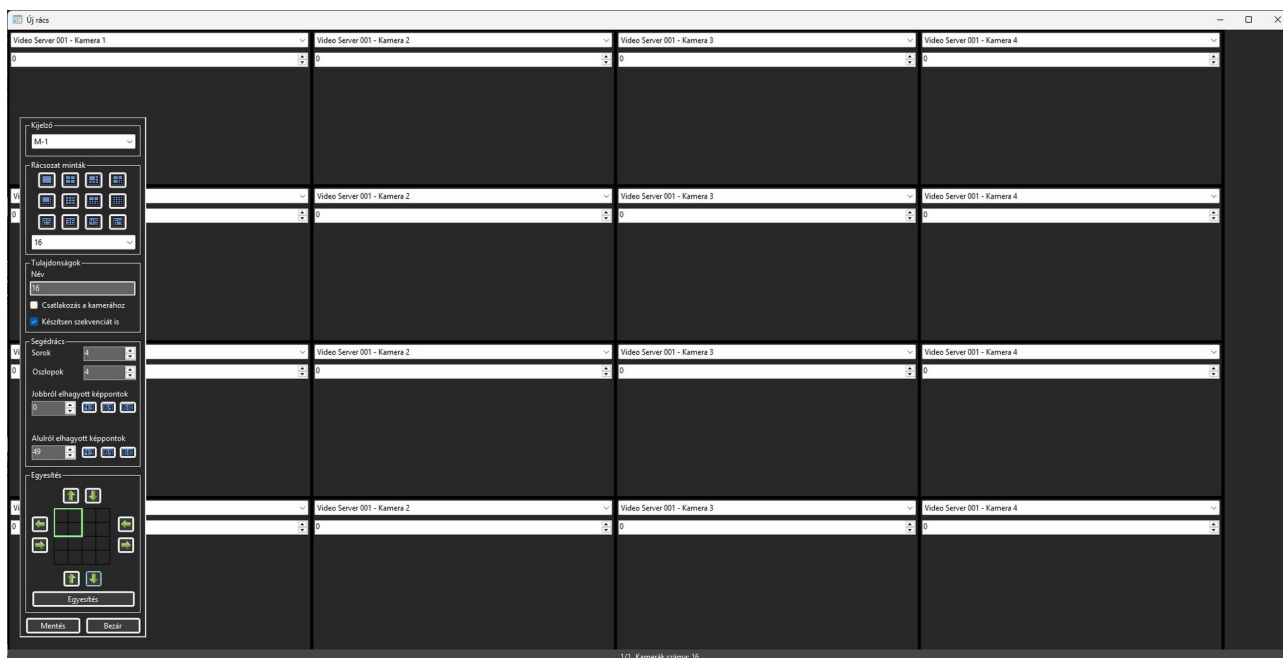 Új rács
Video Server 001 - Kamera 1
Video Server 001 - Kamera 2
Video Server 001 - Kamera 3
Video Server 001 - Kamera 4
0
0
0
0
Kijelző
M-1
Rácsozat minták
16
Tulajdonságok
Név
16
Csatlakozás a kamerához
Készítsen szekvenciát is
Segédrács
Sorok 4
Oszlopok 4
Jobbról elhagyott képpontok
0
Alulról elhagyott képpontok
49
Egyesítés
Egyesítés
Mentés Bezár
Vi
Video Server 001 - Kamera 2
Video Server 001 - Kamera 3
Video Server 001 - Kamera 4
0
0
0
0
Vi
Video Server 001 - Kamera 2
Video Server 001 - Kamera 3
Video Server 001 - Kamera 4
0
0
0
0
Vi
Video Server 001 - Kamera 2
Video Server 001 - Kamera 3
Video Server 001 - Kamera 4
0
0
0
0
1/1, Kamerák száma: 16